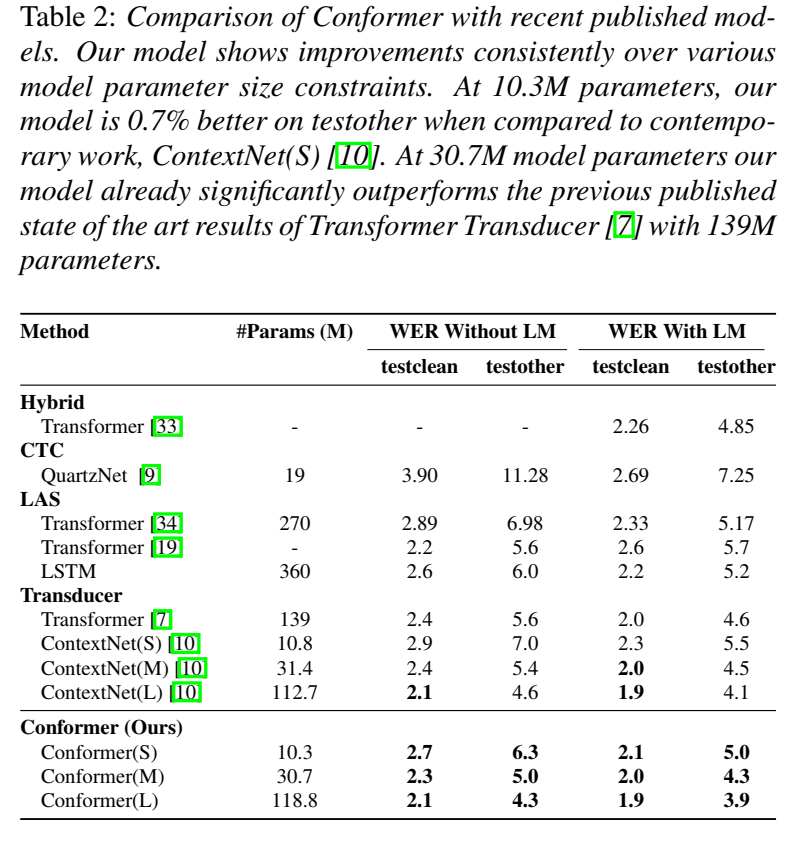 Table 2: Comparison of Conformer with recent published mod-
els. Our model shows improvements consistently over various
model parameter size constraints. At 10.3M parameters, our
model is 0.7% better on testother when compared to contempo-
rary work, ContextNet(S) [10]. At 30.7M model parameters our
model already significantly outperforms the previous published
state of the art results of Transformer Transducer [7] with 139M
parameters.
Method #Params (M) WER Without LM WER With LM
testclean testother testclean testother
Hybrid
Transformer [33] - - - 2.26 4.85
CTC
QuartzNet [9] 19 3.90 11.28 2.69 7.25
LAS
Transformer [34] 270 2.89 6.98 2.33 5.17
Transformer [19] - 2.2 5.6 2.6 5.7
LSTM 360 2.6 6.0 2.2 5.2
Transducer
Transformer [7] 139 2.4 5.6 2.0 4.6
ContextNet(S) [10] 10.8 2.9 7.0 2.3 5.5
ContextNet(M) [10] 31.4 2.4 5.4 2.0 4.5
ContextNet(L) [10] 112.7 2.1 4.6 1.9 4.1
Conformer (Ours)
Conformer(S) 10.3 2.7 6.3 2.1 5.0
Conformer(M) 30.7 2.3 5.0 2.0 4.3
Conformer(L) 118.8 2.1 4.3 1.9 3.9